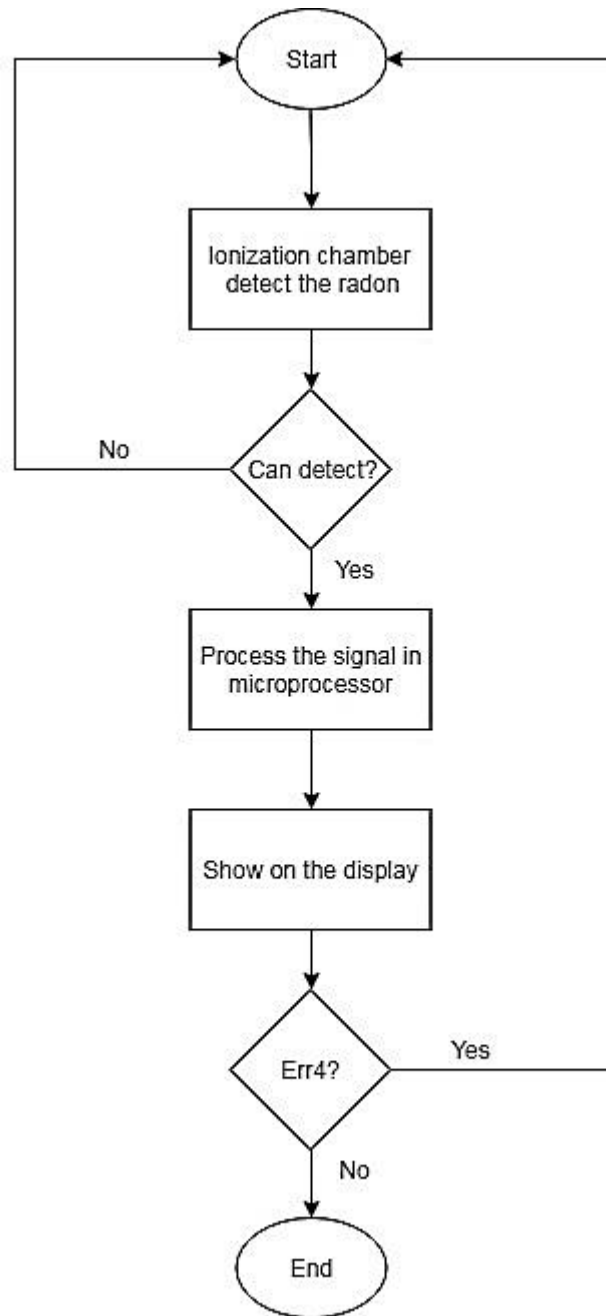 Start
Ionization chamber
detect the radon
No
Can detect?
Yes
Process the signal in
microprocessor
Show on the display
Err4?
Yes
No
End